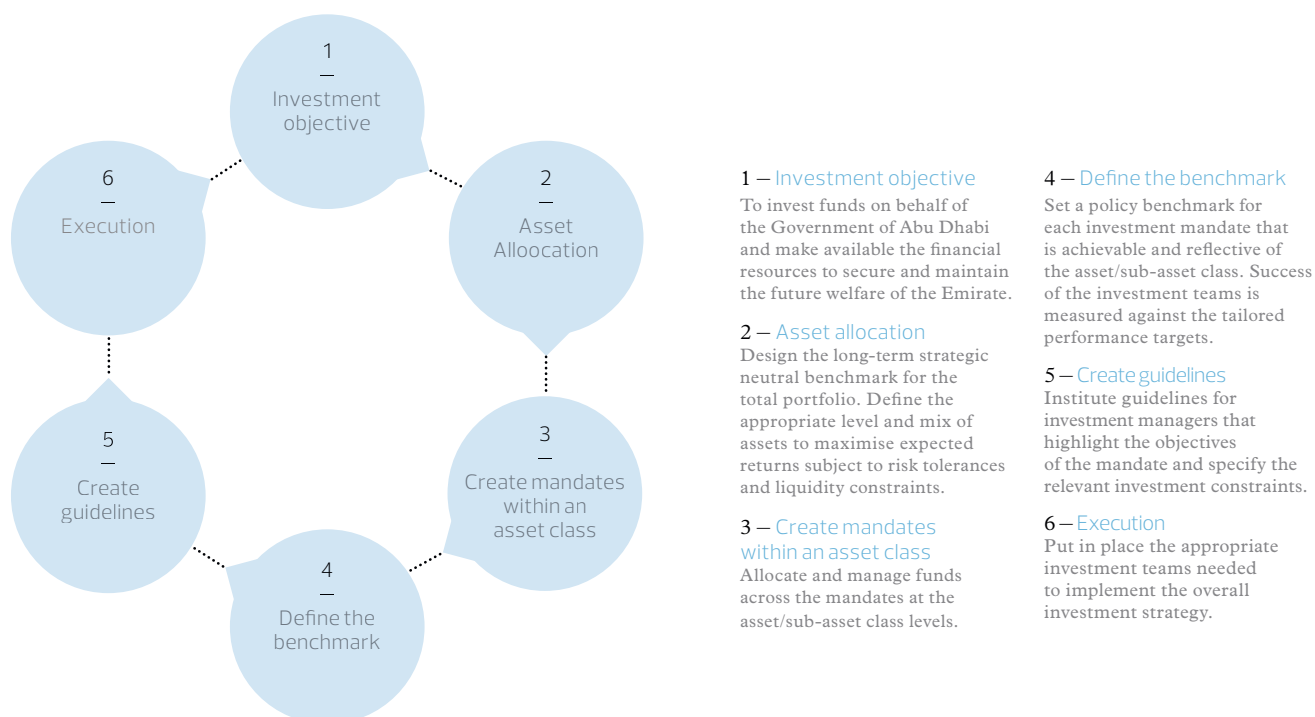 1
Investment
objective
2
Asset
Alloocation
3
Create mandates
within an
asset class
4
Define the
benchmark
5
Create
guidelines
6
Execution
1 – Investment objective
To invest funds on behalf of
the Government of Abu Dhabi
and make available the financial
resources to secure and maintain
the future welfare of the Emirate.
2 – Asset allocation
Design the long-term strategic
neutral benchmark for the
total portfolio. Define the
appropriate level and mix of
assets to maximise expected
returns subject to risk tolerances
and liquidity constraints.
3 – Create mandates
within an asset class
Allocate and manage funds
across the mandates at the
asset/sub-asset class levels.
4 – Define the benchmark
Set a policy benchmark for
each investment mandate that
is achievable and reflective of
the asset/sub-asset class. Success
of the investment teams is
measured against the tailored
performance targets.
5 – Create guidelines
Institute guidelines for
investment managers that
highlight the objectives
of the mandate and specify the
relevant investment constraints.
6 – Execution
Put in place the appropriate
investment teams needed
to implement the overall
investment strategy.